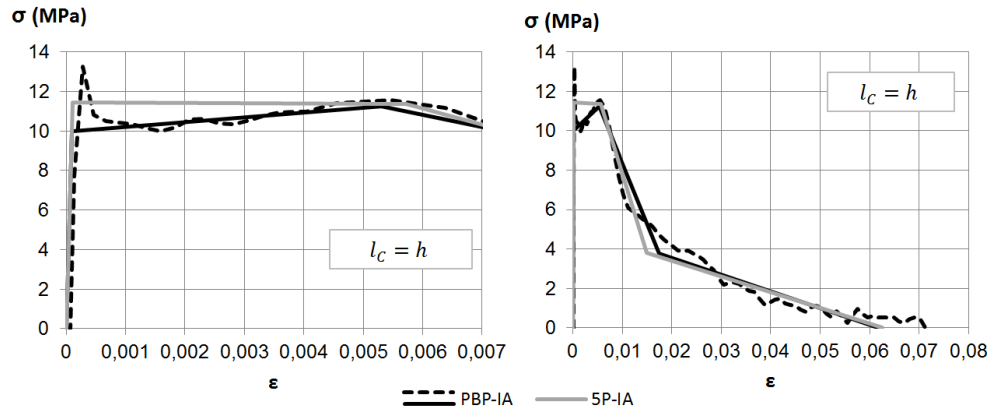 σ (MPa)
14
12
10
8
6
4
2
0
l_C = h
0 0,001 0,002 0,003 0,004 0,005 0,006 0,007
ε
σ (MPa)
14
12
10
8
6
4
2
0
l_C = h
0 0,01 0,02 0,03 0,04 0,05 0,06 0,07 0,08
ε
PBP-IA 5P-IA